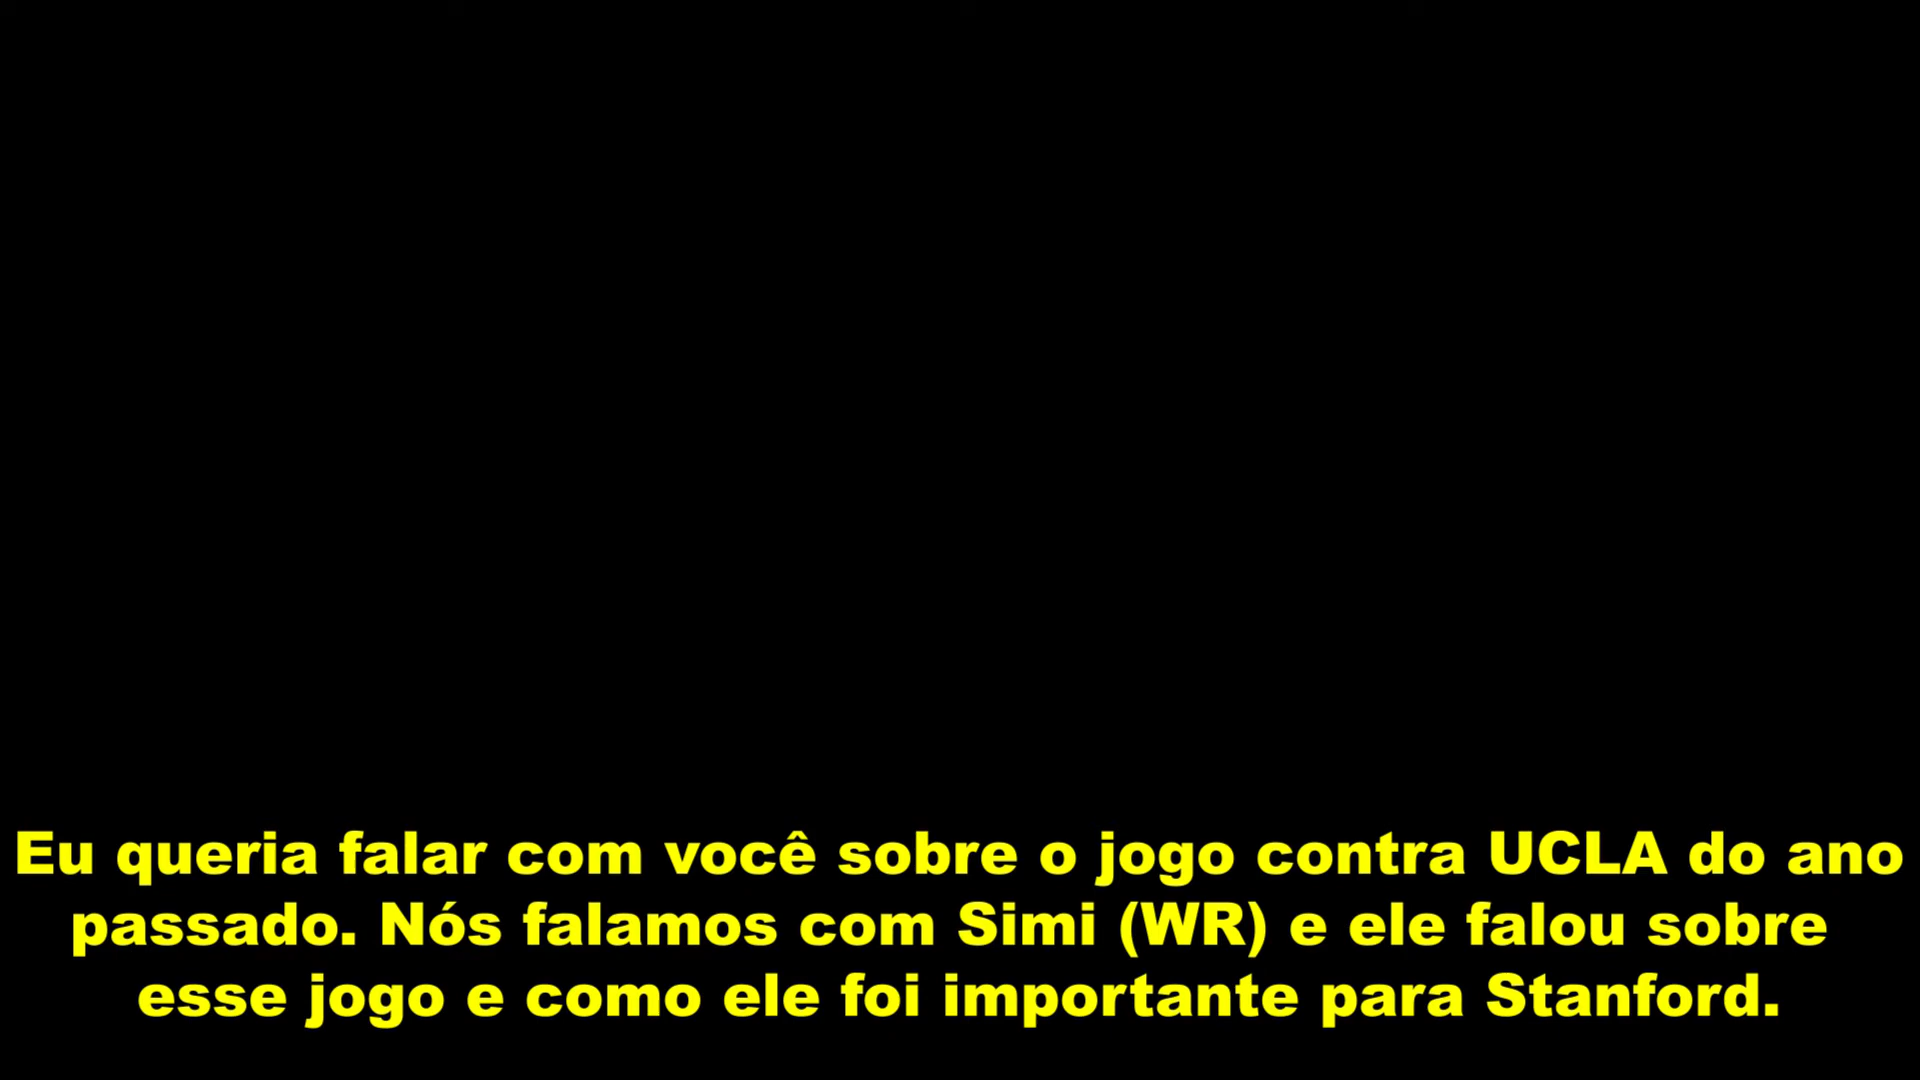 Eu queria falar com você sobre o jogo contra UCLA do ano
passado. Nós falamos com Simi (WR) e ele falou sobre
esse jogo e como ele foi importante para Stanford.